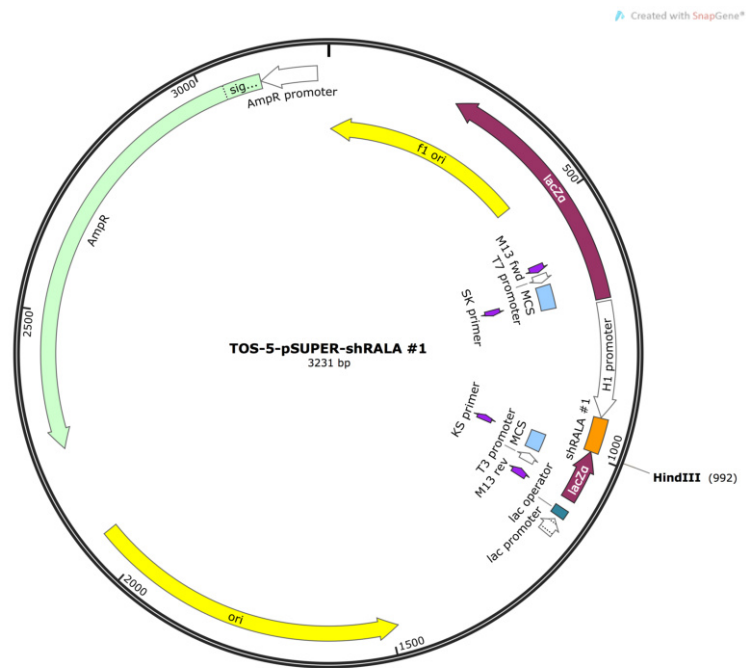 Created with SnapGene®
3000
sig...
AmpR promoter
f1 ori
lacZα
500
AmpR
M13 fwd
T7 promoter
MCS
SK primer
2500
TOS-5-pSUPER-shRALA #1
3231 bp
H1 promoter
KS primer
T3 promoter
MCS
shRALA #1
1000
M13 rev
HindIII (992)
lacZα
lac operator
lac promoter
2000
ori
1500